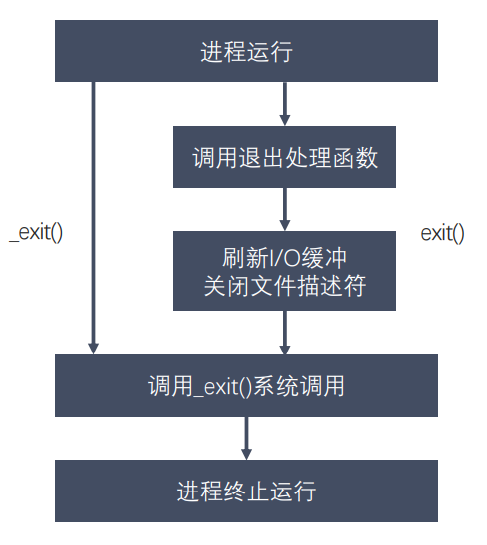 进程运行
调用退出处理函数
_exit()
exit()
刷新I/O缓冲
关闭文件描述符
调用_exit()系统调用
进程终止运行